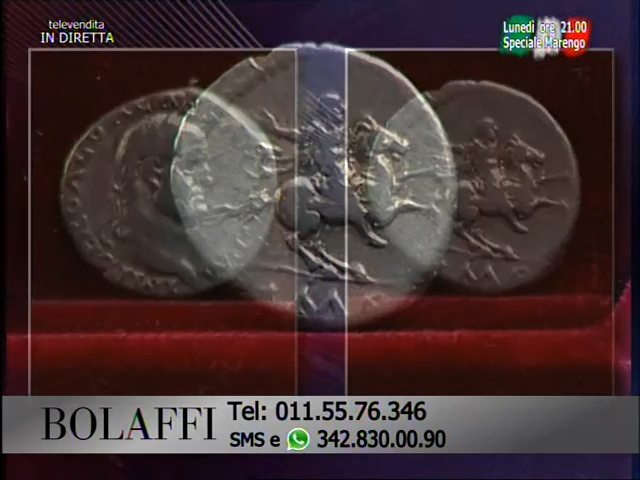 televendita
IN DIRETTA
Lunedi ore 21.00
Speciale Marengo
BOLAFFI
Tel: 011.55.76.346
SMS e 342.830.00.90